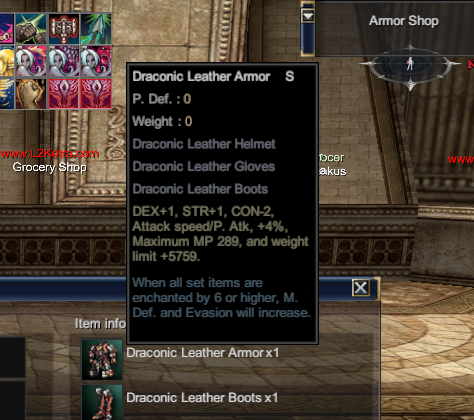 Armor Shop
Draconic Leather Armor S
P. Def. : 0
Weight : 0
Draconic Leather Helmet
Draconic Leather Gloves
Draconic Leather Boots
DEX+1, STR+1, CON-2,
Attack speed/P. Atk, +4%,
Maximum MP 289, and weight
limit +5759.
When all set items are
enchanted by 6 or higher, M.
Def. and Evasion will increase.
Grocery Shop
www
Item info
Draconic Leather Armor x1
Draconic Leather Boots x1